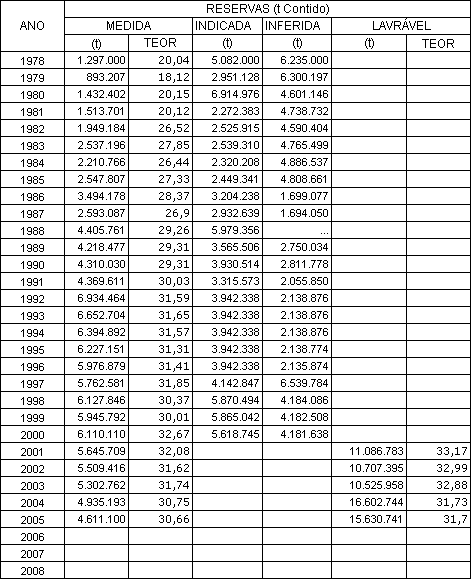 RESERVAS (t Contido)
ANO MEDIDA INDICADA INFERIDA LAVRÁVEL
(t) TEOR (t) (t) (t) TEOR
1978 1.297.000 20,04 5.082.000 6.235.000
1979 893.207 18,12 2.951.128 6.300.197
1980 1.432.402 20,15 6.914.976 4.601.146
1981 1.513.701 20,12 2.272.383 4.738.732
1982 1.949.184 26,52 2.525.915 4.590.404
1983 2.537.196 27,85 2.539.310 4.765.499
1984 2.210.766 26,44 2.320.208 4.886.537
1985 2.547.807 27,33 2.449.341 4.808.661
1986 3.494.178 28,37 3.204.238 1.699.077
1987 2.593.087 26,9 2.932.639 1.694.050
1988 4.405.761 29,26 5.979.356 ...
1989 4.218.477 29,31 3.565.506 2.750.034
1990 4.310.030 29,31 3.930.514 2.811.778
1991 4.369.611 30,03 3.315.573 2.055.850
1992 6.934.464 31,59 3.942.338 2.138.876
1993 6.652.704 31,65 3.942.338 2.138.876
1994 6.394.892 31,57 3.942.338 2.138.876
1995 6.227.151 31,31 3.942.338 2.138.774
1996 5.976.879 31,41 3.942.338 2.135.874
1997 5.762.581 31,85 4.142.847 6.539.784
1998 6.127.846 30,37 5.870.494 4.184.086
1999 5.945.792 30,01 5.865.042 4.182.508
2000 6.110.110 32,67 5.618.745 4.181.638
2001 5.645.709 32,08 11.086.783 33,17
2002 5.509.416 31,62 10.707.395 32,99
2003 5.302.762 31,74 10.525.958 32,88
2004 4.935.193 30,75 16.602.744 31,73
2005 4.611.100 30,66 15.630.741 31,7
2006
2007
2008